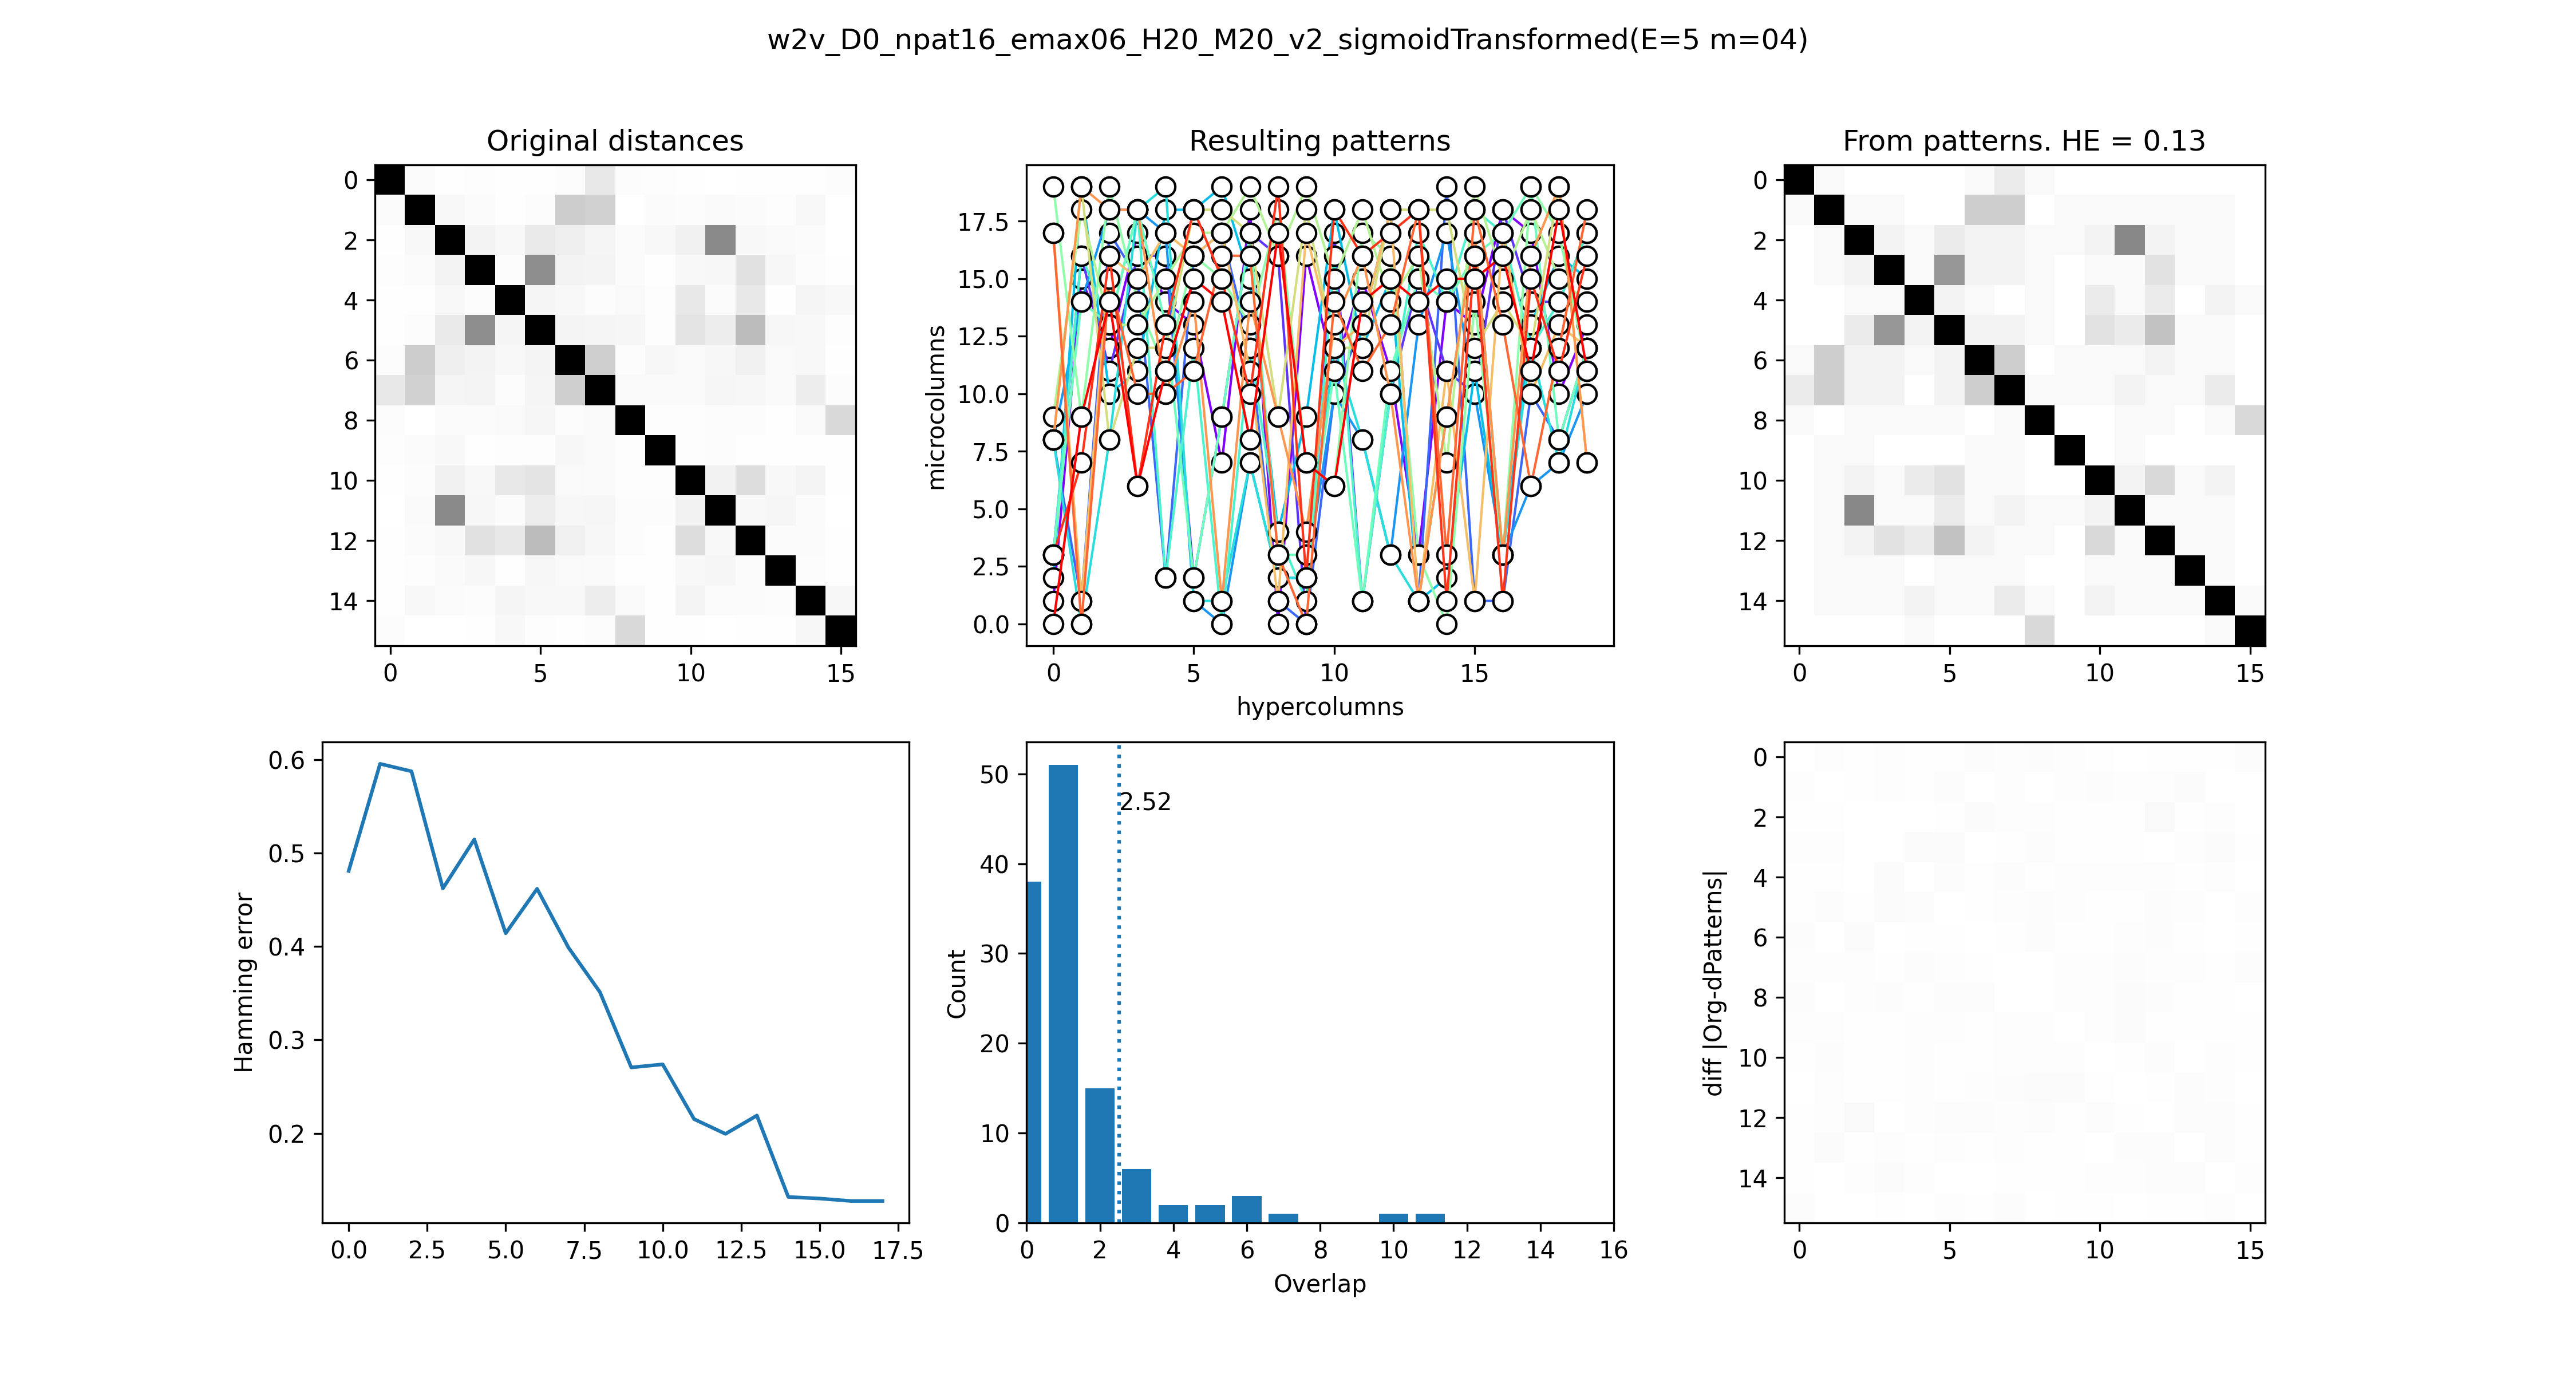 w2v_D0_npat16_emax06_H20_M20_v2_sigmoidTransformed(E=5 m=04)
Original distances
0
2
4
6
8
10
12
14
0 5 10 15
Resulting patterns
microcolumns
17.5
15.0
12.5
10.0
7.5
5.0
2.5
0.0
0 5 10 15
hypercolumns
From patterns. HE = 0.13
0
2
4
6
8
10
12
14
0 5 10 15
Hamming error
0.6
0.5
0.4
0.3
0.2
0.0 2.5 5.0 7.5 10.0 12.5 15.0 17.5
Count
50
40
30
20
10
0
2.52
0 2 4 6 8 10 12 14 16
Overlap
diff |Org-dPatterns|
0
2
4
6
8
10
12
14
0 5 10 15